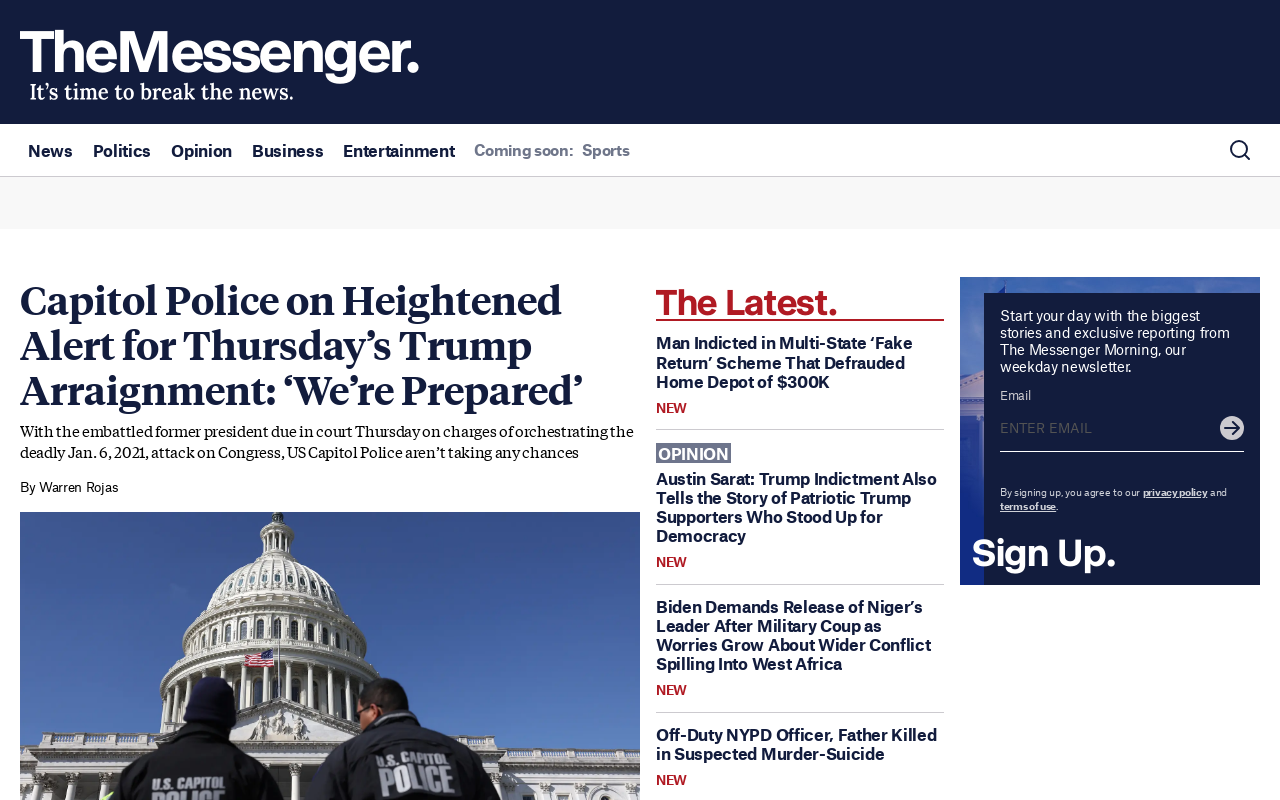 TheMessenger.
It's time to break the news.
News Politics Opinion Business Entertainment Coming soon: Sports
Capitol Police on Heightened
Alert for Thursday’s Trump
Arraignment: ‘We’re Prepared’
With the embattled former president due in court Thursday on charges of orchestrating the
deadly Jan. 6, 2021, attack on Congress, US Capitol Police aren’t taking any chances
By Warren Rojas
U.S. CAPITOL
POLICE
U.S. CAPITOL
POLICE
The Latest.
Man Indicted in Multi-State ‘Fake
Return’ Scheme That Defrauded
Home Depot of $300K
NEW
OPINION
Austin Sarat: Trump Indictment Also
Tells the Story of Patriotic Trump
Supporters Who Stood Up for
Democracy
NEW
Biden Demands Release of Niger’s
Leader After Military Coup as
Worries Grow About Wider Conflict
Spilling Into West Africa
NEW
Off-Duty NYPD Officer, Father Killed
in Suspected Murder-Suicide
NEW
Start your day with the biggest
stories and exclusive reporting from
The Messenger Morning, our
weekday newsletter.
Email
ENTER EMAIL
By signing up, you agree to our privacy policy and
terms of use.
Sign Up.